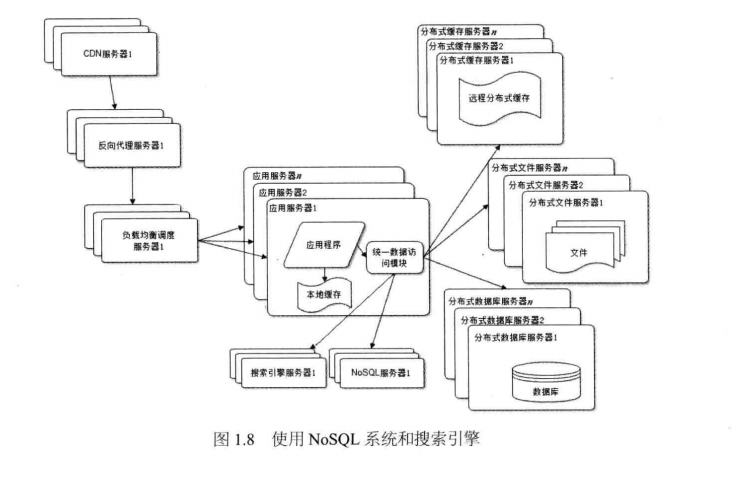 CDN服务器1
反向代理服务器1
负载均衡调度
服务器1
应用服务器n
应用服务器2
应用服务器1
应用程序
本地缓存
统一数据访
问模块
搜索引擎服务器1
NoSQL服务器1
分布式缓存服务器n
分布式缓存服务器2
分布式缓存服务器1
远程分布式缓存
分布式文件服务器n
分布式文件服务器2
分布式文件服务器1
文件
分布式数据库服务器n
分布式数据库服务器2
分布式数据库服务器1
数据库
图 1.8 使用 NoSQL 系统和搜索引擎